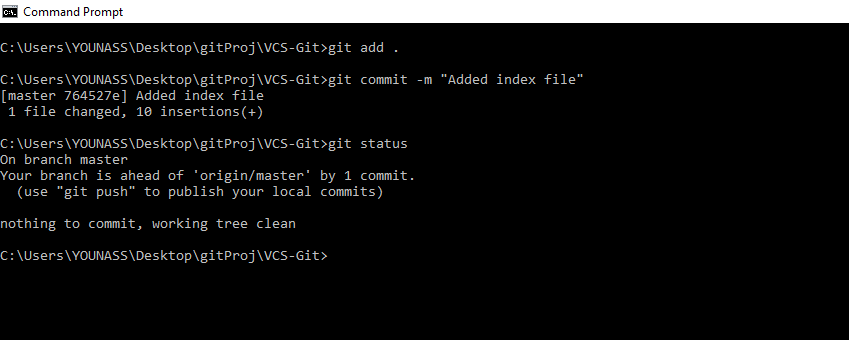 Command Prompt
C:\Users\YOUNASS\Desktop\gitProj\VCS-Git>git add .
C:\Users\YOUNASS\Desktop\gitProj\VCS-Git>git commit -m "Added index file"
[master 764527e] Added index file
 1 file changed, 10 insertions(+)
C:\Users\YOUNASS\Desktop\gitProj\VCS-Git>git status
On branch master
Your branch is ahead of 'origin/master' by 1 commit.
  (use "git push" to publish your local commits)
nothing to commit, working tree clean
C:\Users\YOUNASS\Desktop\gitProj\VCS-Git>